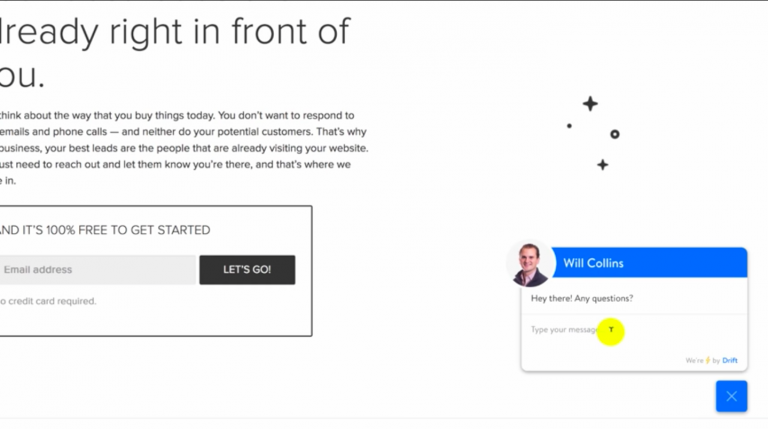 lready right in front of
ou.
think about the way that you buy things today. You don't want to respond to
emails and phone calls — and neither do your potential customers. That's why
business, your best leads are the people that are already visiting your website.
ust need to reach out and let them know you're there, and that's where we
e in.
AND IT'S 100% FREE TO GET STARTED
Email address
LET'S GO!
o credit card required.
Will Collins
Hey there! Any questions?
Type your message
We're ⚡ by Drift